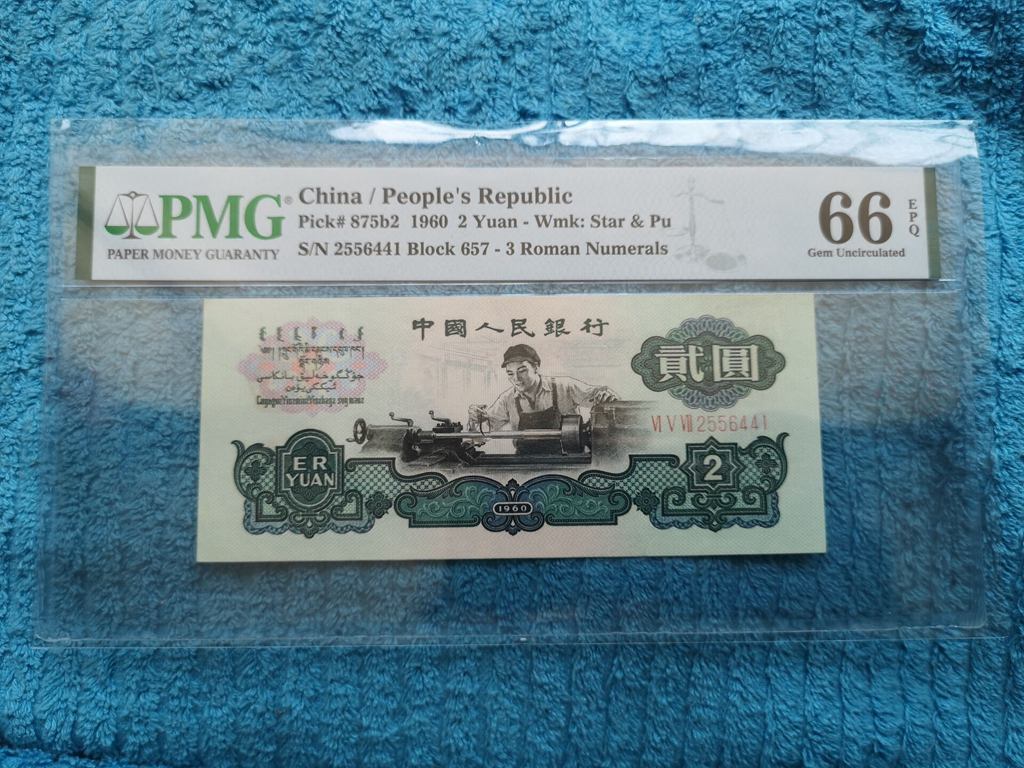 PMG®
PAPER MONEY GUARANTY
China / People's Republic
Pick# 875b2 1960 2 Yuan - Wmk: Star & Pu
S/N 2556441 Block 657 - 3 Roman Numerals
66
EPQ
Gem Uncirculated
中國人民銀行
貳圓
VI V VII 2556441
ER
YUAN
2
1960